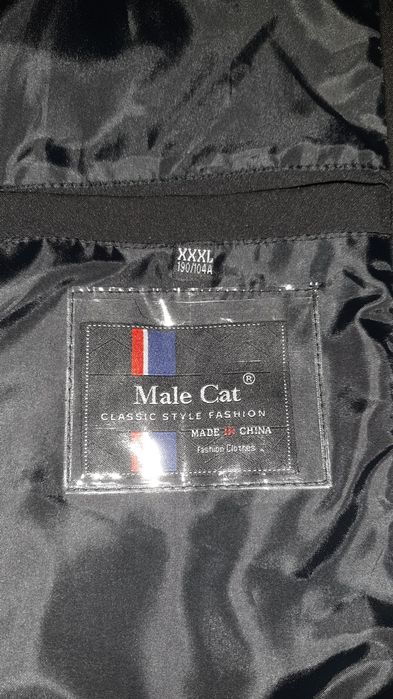 XXXL
190/104A
Male Cat ®
CLASSIC STYLE FASHION
MADE IN CHINA
Fashion Clothes